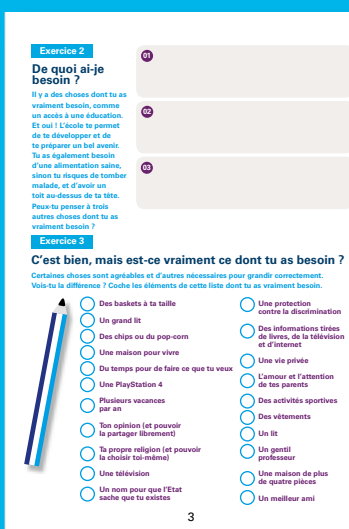 Exercice 2
De quoi ai-je
besoin ?
Il y a des choses dont tu as
vraiment besoin, comme
un accès à une éducation.
Et oui ! L'école te permet
de te développer et de
te préparer un bel avenir.
Tu as également besoin
d'une alimentation saine,
sinon tu risques de tomber
malade, et d'avoir un
toit au-dessus de ta tête.
Peux-tu penser à trois
autres choses dont tu as
vraiment besoin ?
01
02
03
Exercice 3
C'est bien, mais est-ce vraiment ce dont tu as besoin ?
Certaines choses sont agréables et d'autres nécessaires pour grandir correctement.
Vois-tu la différence ? Coche les éléments de cette liste dont tu as vraiment besoin.
Des baskets à ta taille
Un grand lit
Des chips ou du pop-corn
Une maison pour vivre
Du temps pour de faire ce que tu veux
Une PlayStation 4
Plusieurs vacances
par an
Ton opinion (et pouvoir
la partager librement)
Ta propre religion (et pouvoir
la choisir toi-même)
Une télévision
Un nom pour que l'Etat
sache que tu existes
Une protection
contre la discrimination
Des informations tirées
de livres, de la télévision
et d'internet
Une vie privée
L'amour et l'attention
de tes parents
Des activités sportives
Des vêtements
Un lit
Un gentil
professeur
Une maison de plus
de quatre pièces
Un meilleur ami
3